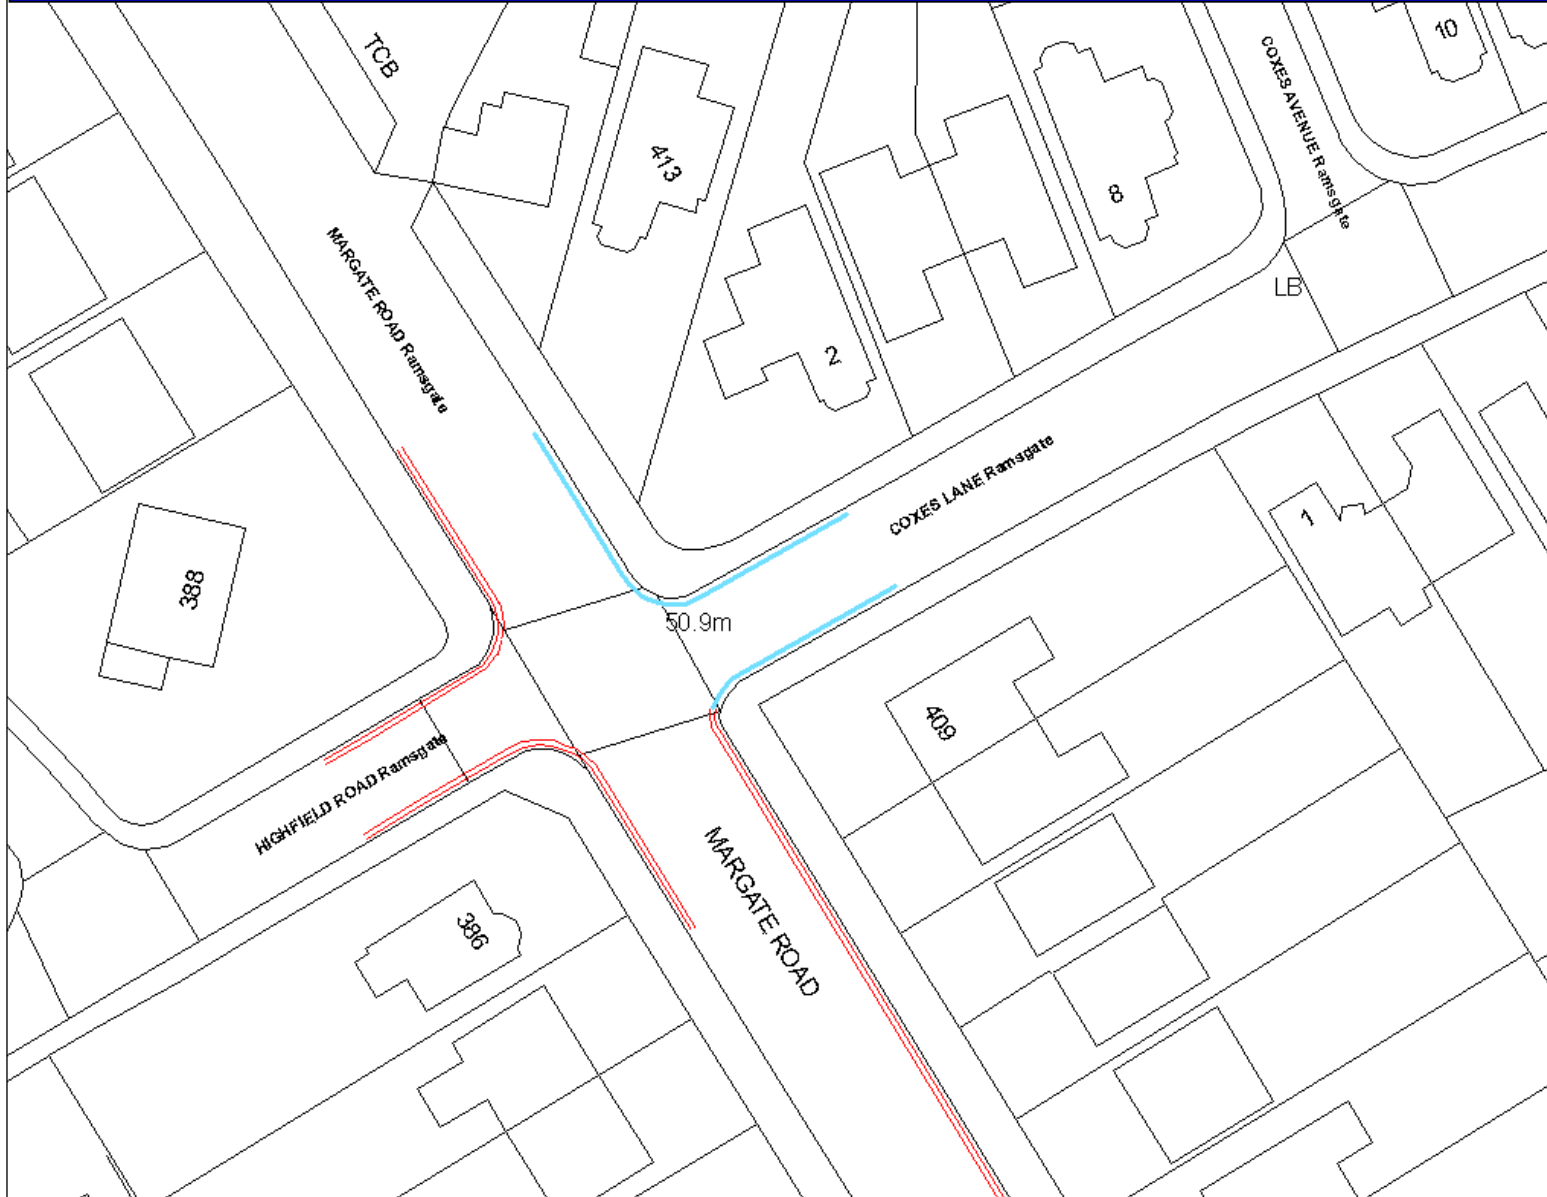 TCB
10
COXES AVENUE Ramsgate
413
8
MARGATE ROAD Ramsgate
LB
2
COXES LANE Ramsgate
1
388
50.9m
409
HIGHFIELD ROAD Ramsgate
MARGATE ROAD
386